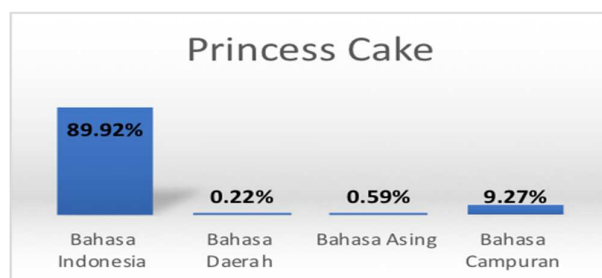 Princess Cake
89.92%
0.22%
0.59%
9.27%
Bahasa
Indonesia
Bahasa
Daerah
Bahasa Asing
Bahasa
Campuran